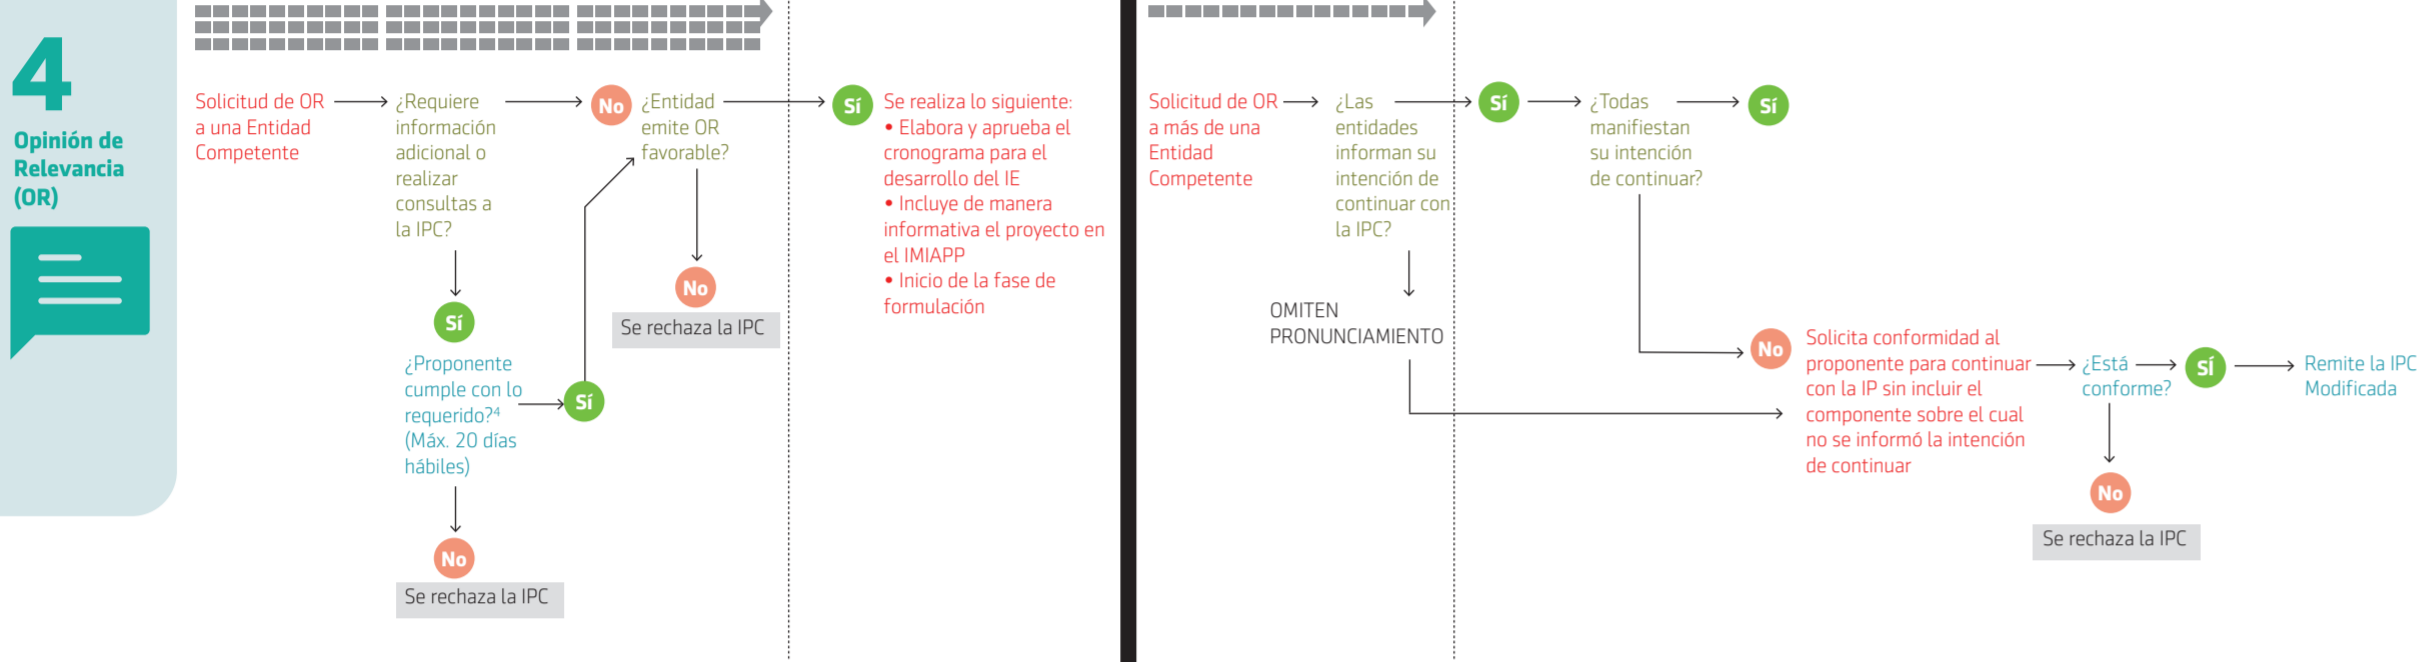 4
Opinión de
Relevancia
(OR)
Solicitud de OR
a una Entidad
Competente
¿Requiere
información
adicional o
realizar
consultas a
la IPC?
Sí
¿Proponente
cumple con lo
requerido?⁴
(Máx. 20 días
hábiles)
No
Se rechaza la IPC
Sí
No
¿Entidad
emite OR
favorable?
No
Se rechaza la IPC
Sí
Se realiza lo siguiente:
• Elabora y aprueba el
cronograma para el
desarrollo del IE
• Incluye de manera
informativa el proyecto en
el IMIAPP
• Inicio de la fase de
formulación
Solicitud de OR
a más de una
Entidad
Competente
¿Las
entidades
informan su
intención de
continuar con
la IPC?
OMITEN
PRONUNCIAMIENTO
Sí
¿Todas
manifiestan
su intención
de continuar?
Sí
No
Solicita conformidad al
proponente para continuar
con la IP sin incluir el
componente sobre el cual
no se informó la intención
de continuar
¿Está
conforme?
SÍ
Remite la IPC
Modificada
No
Se rechaza la IPC